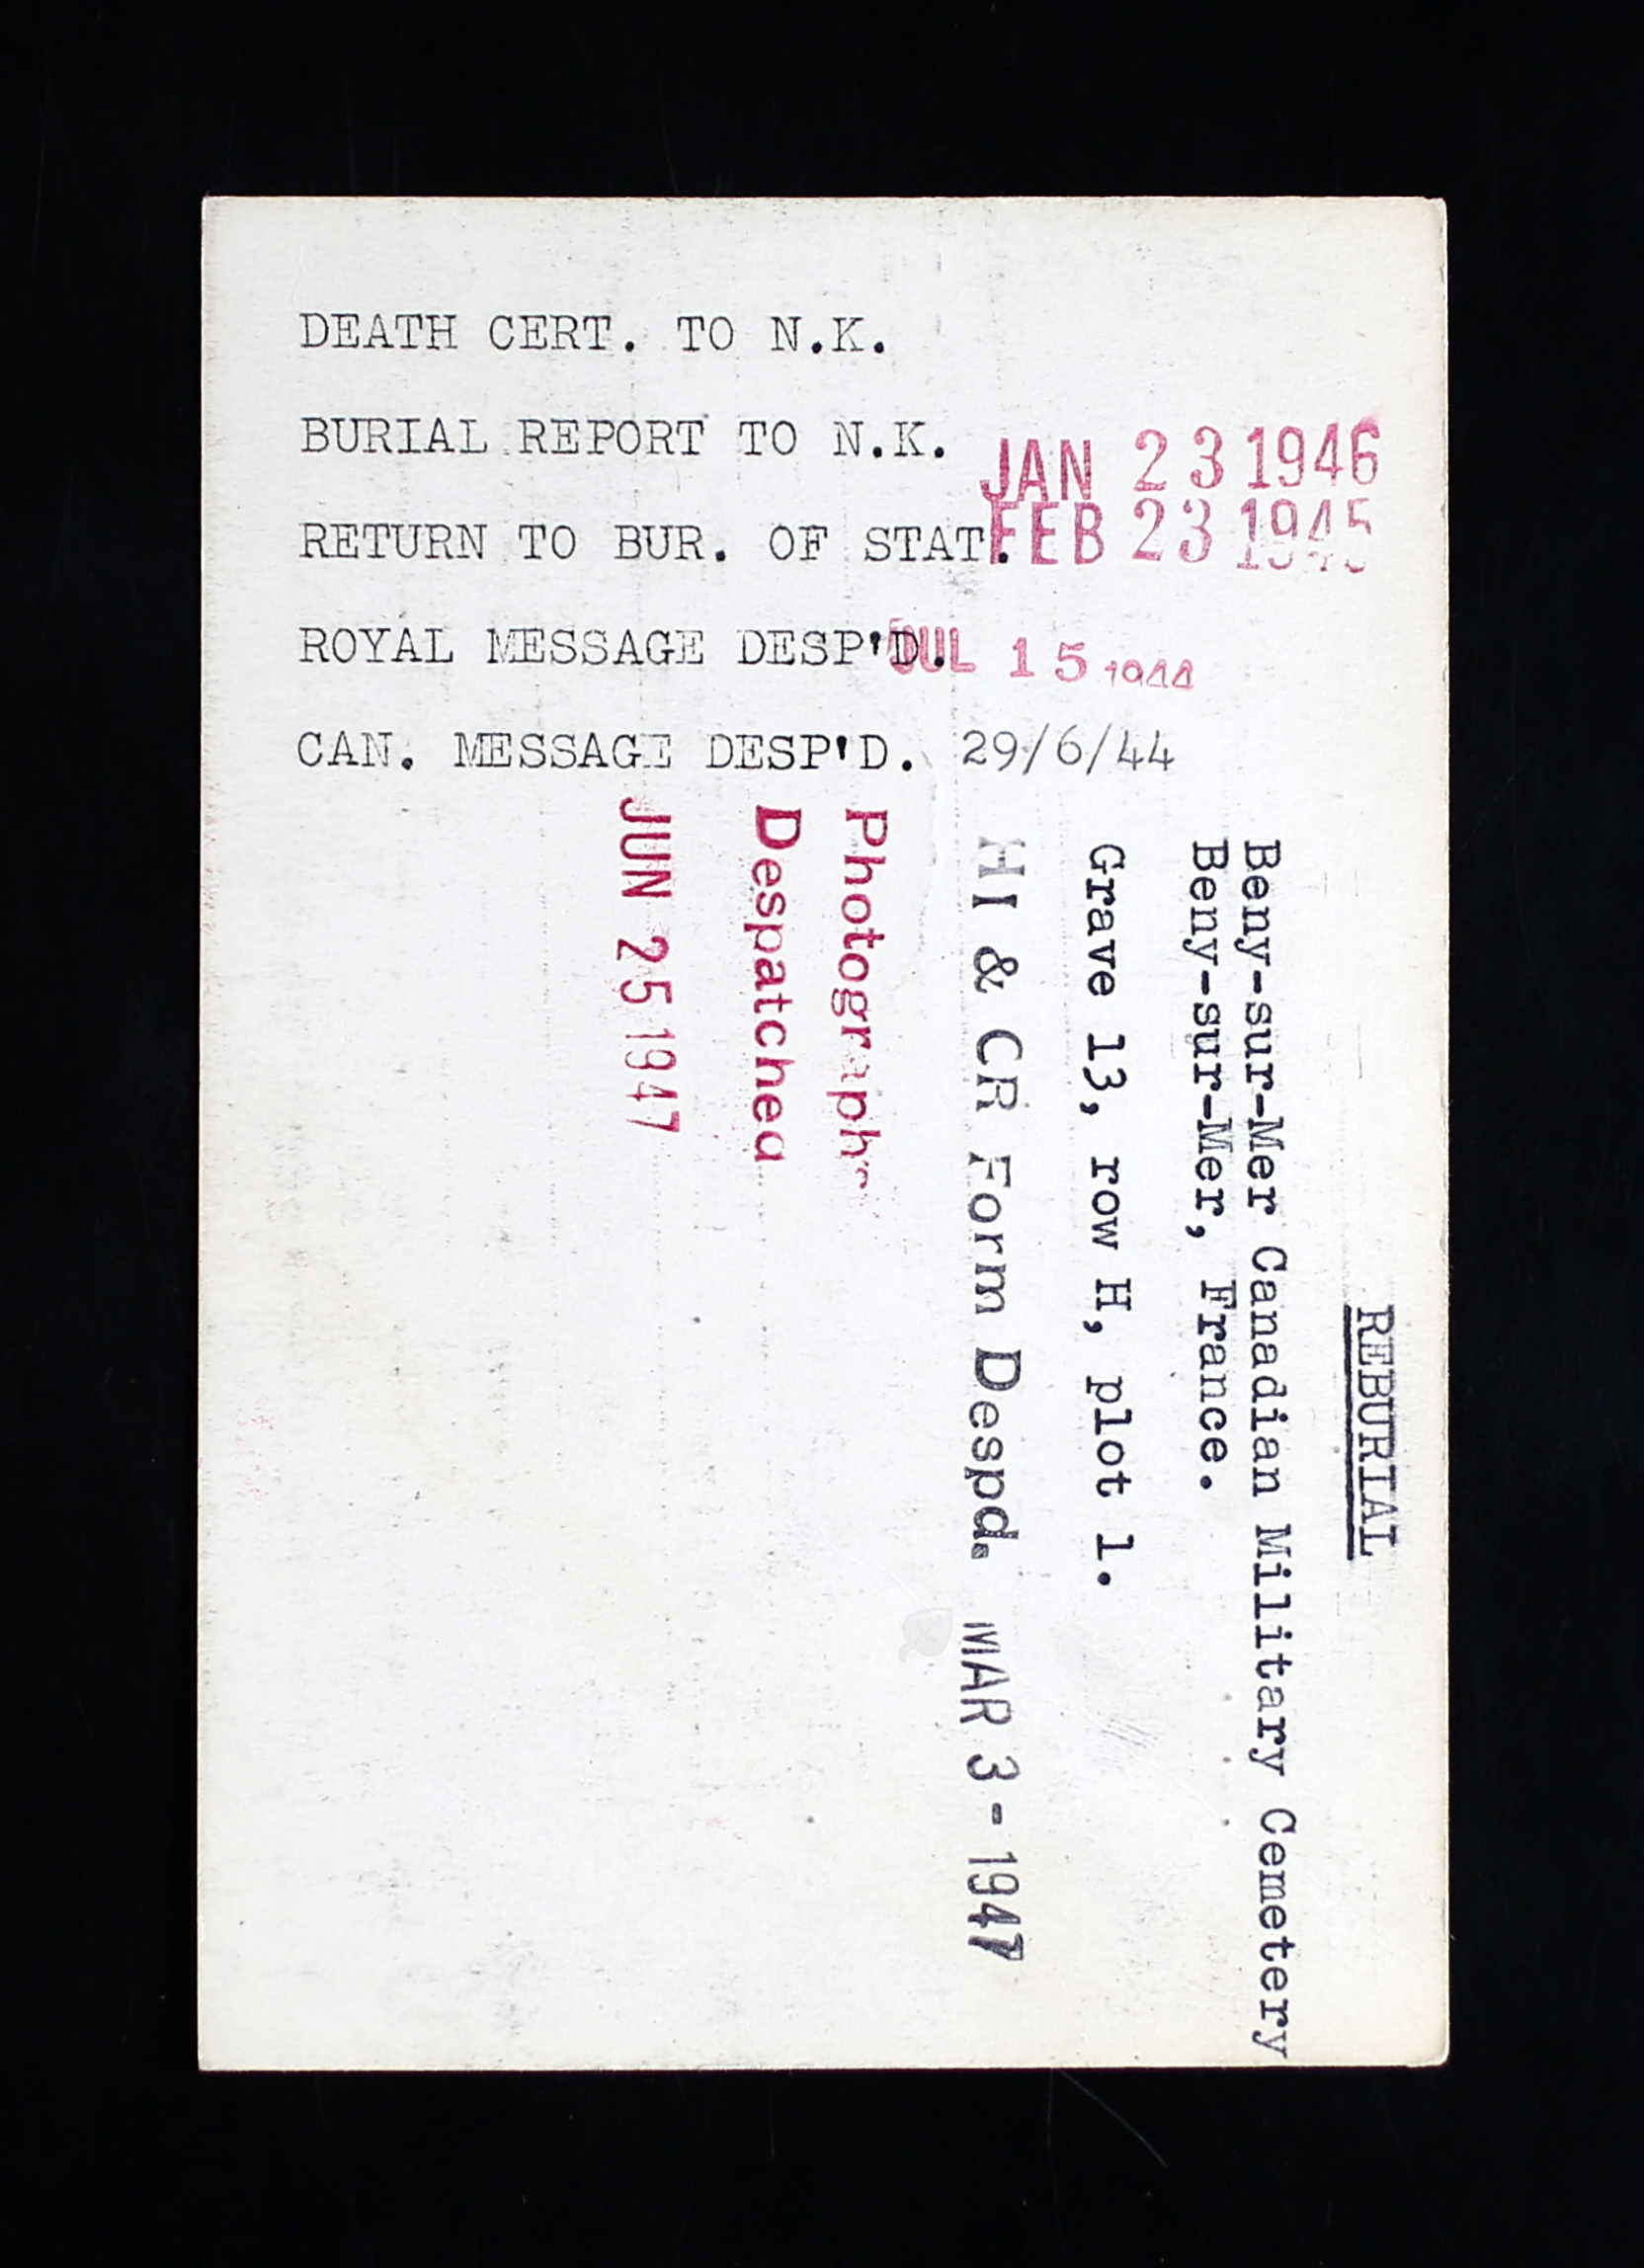 DEATH CERT. TO N.K.
BURIAL REPORT TO N.K. JAN 23 1946
RETURN TO BUR. OF STAT. FEB 23 1945
ROYAL MESSAGE DESP'D. JUL 15 1944
CAN. MESSAGE DESP'D. 29/6/44
REBURIAL
Beny-sur-Mer Canadian Military Cemetery
Beny-sur-Mer, France.
Grave 13, row H, plot 1.
HI & CR Form Despd. MAR 3 - 1947
Photographs
Despatched
JUN 25 1947